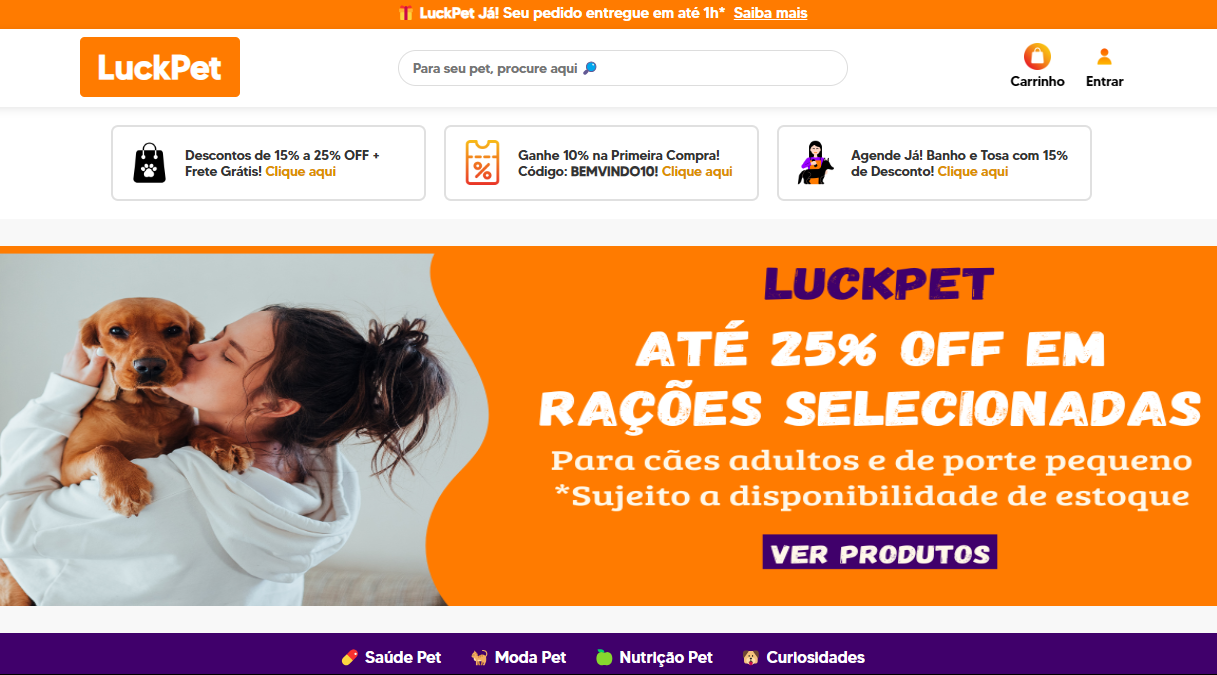 LuckPet Já! Seu pedido entregue em até 1h* Saiba mais
LuckPet
Para seu pet, procure aqui
Carrinho
Entrar
Descontos de 15% a 25% OFF +
Frete Grátis! Clique aqui
%
Ganhe 10% na Primeira Compra!
Código: BEMVINDO10! Clique aqui
Agende Já! Banho e Tosa com 15%
de Desconto! Clique aqui
LUCKPET
ATÉ 25% OFF EM
RAÇÕES SELECIONADAS
Para cães adultos e de porte pequeno
*Sujeito a disponibilidade de estoque
VER PRODUTOS
Saúde Pet Moda Pet Nutrição Pet Curiosidades